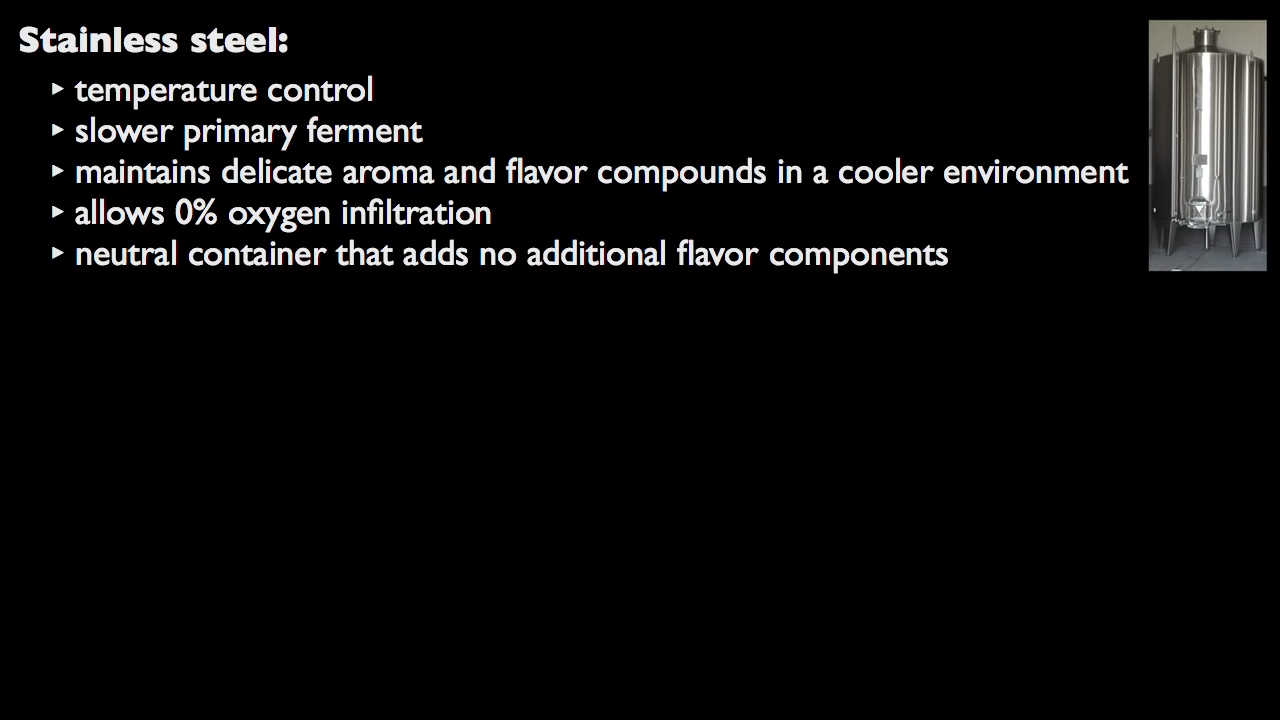 Stainless steel:
‣ temperature control
‣ slower primary ferment
‣ maintains delicate aroma and flavor compounds in a cooler environment
‣ allows 0% oxygen infiltration
‣ neutral container that adds no additional flavor components